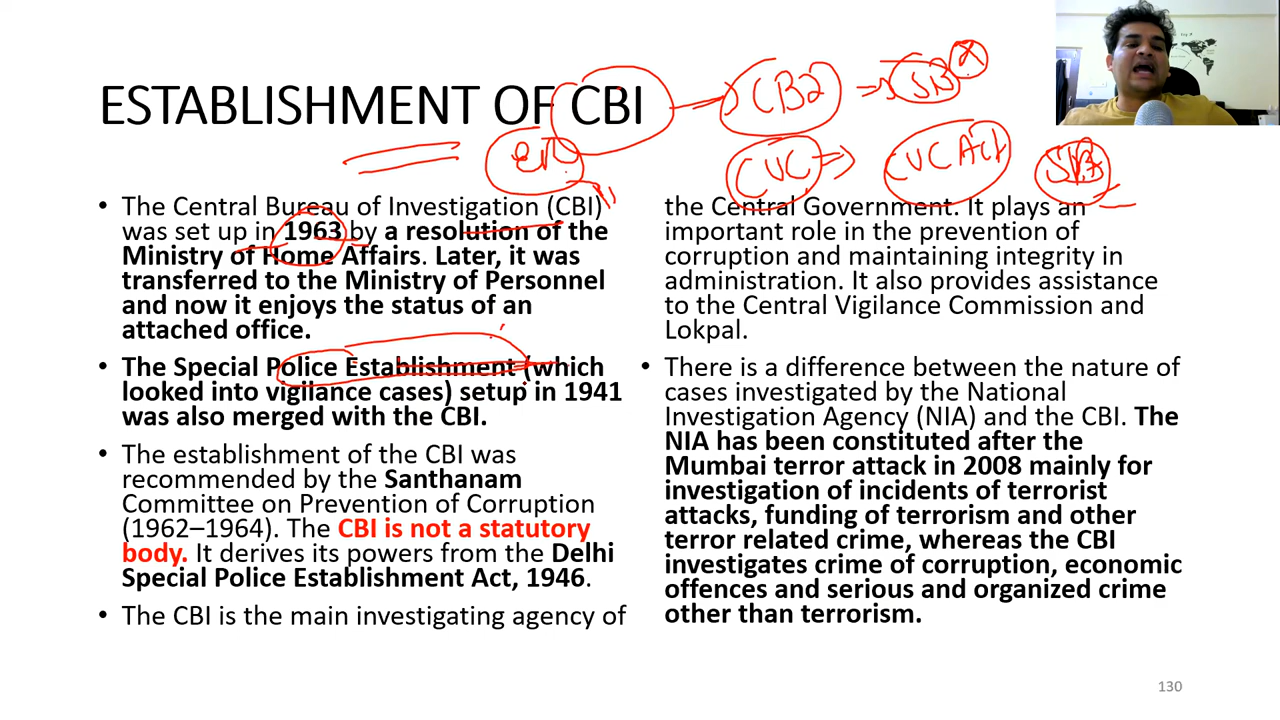 ESTABLISHMENT OF CBI
CBI
SB X
CVC
CVC Act
SB
• The Central Bureau of Investigation (CBI)
was set up in 1963 by a resolution of the
Ministry of Home Affairs. Later, it was
transferred to the Ministry of Personnel
and now it enjoys the status of an
attached office.
• The Special Police Establishment (which
looked into vigilance cases) setup in 1941
was also merged with the CBI.
• The establishment of the CBI was
recommended by the Santhanam
Committee on Prevention of Corruption
(1962–1964). The CBI is not a statutory
body. It derives its powers from the Delhi
Special Police Establishment Act, 1946.
• The CBI is the main investigating agency of
the Central Government. It plays an
important role in the prevention of
corruption and maintaining integrity in
administration. It also provides assistance
to the Central Vigilance Commission and
Lokpal.
• There is a difference between the nature of
cases investigated by the National
Investigation Agency (NIA) and the CBI. The
NIA has been constituted after the
Mumbai terror attack in 2008 mainly for
investigation of incidents of terrorist
attacks, funding of terrorism and other
terror related crime, whereas the CBI
investigates crime of corruption, economic
offences and serious and organized crime
other than terrorism.
130